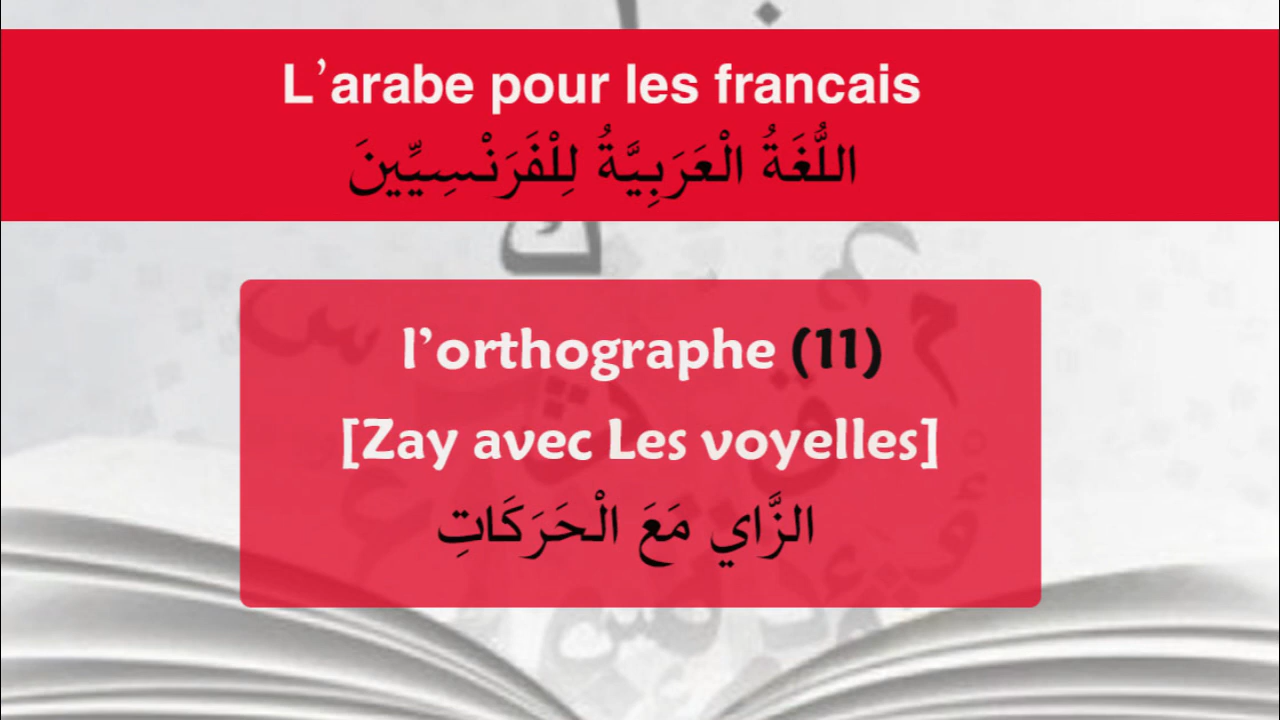 L'arabe pour les francais
اللُّغَةُ الْعَرَبِيَّةُ لِلْفَرَنْسِيِّينَ
l'orthographe (11)
[Zay avec Les voyelles]
الزَّاي مَعَ الْحَرَكَاتِ